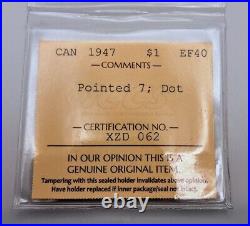 CAN 1947 $1 EF40
COMMENTS
Pointed 7; Dot
CERTIFICATION NO.
XZD 062
IN OUR OPINION THIS IS A
GENUINE ORIGINAL ITEM.
Tampering with this sealed holder invalidates above opinion.
Have holder replaced if inner package/seal not intact.